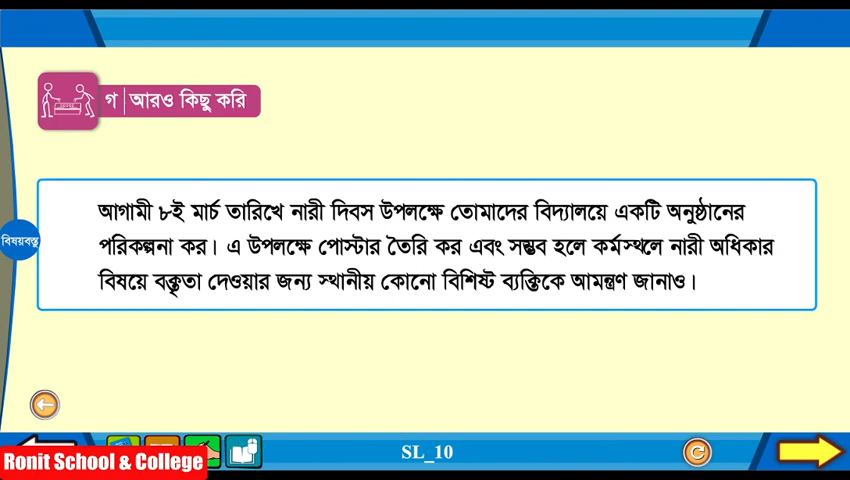 গ | আরও কিছু করি
আগামী ৮ই মার্চ তারিখে নারী দিবস উপলক্ষে তোমাদের বিদ্যালয়ে একটি অনুষ্ঠানের
পরিকল্পনা কর। এ উপলক্ষে পোস্টার তৈরি কর এবং সম্ভব হলে কর্মস্থলে নারী অধিকার
বিষয়ে বক্তৃতা দেওয়ার জন্য স্থানীয় কোনো বিশিষ্ট ব্যক্তিকে আমন্ত্রণ জানাও।
বিষয়বস্তু
SL_10
Ronit School & College